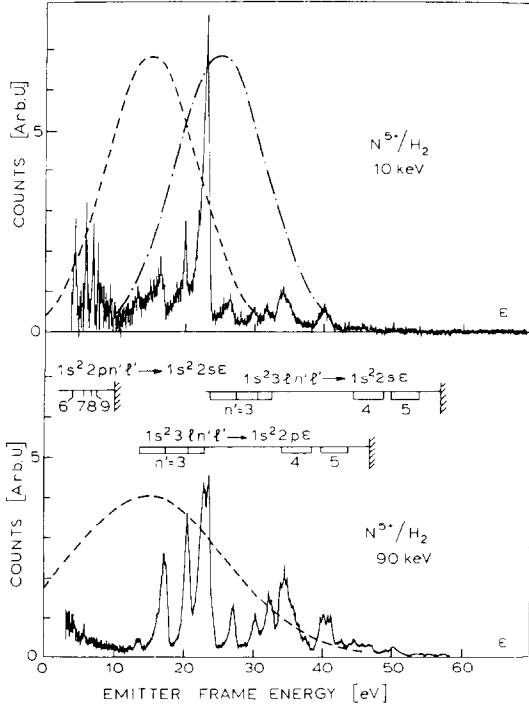 COUNTS [Arb.U]
5
0
N⁵⁺/H₂
10 keV
ε
1s²2pn'ℓ' → 1s²2sε
6 7 8 9
1s²3ℓn'ℓ' → 1s²2sε
n'=3 4 5
1s²3ℓn'ℓ' → 1s²2pε
n'=3 4 5
COUNTS [Arb.U]
5
0
N⁵⁺/H₂
90 keV
ε
0 10 20 30 40 50 60
EMITTER FRAME ENERGY [eV]